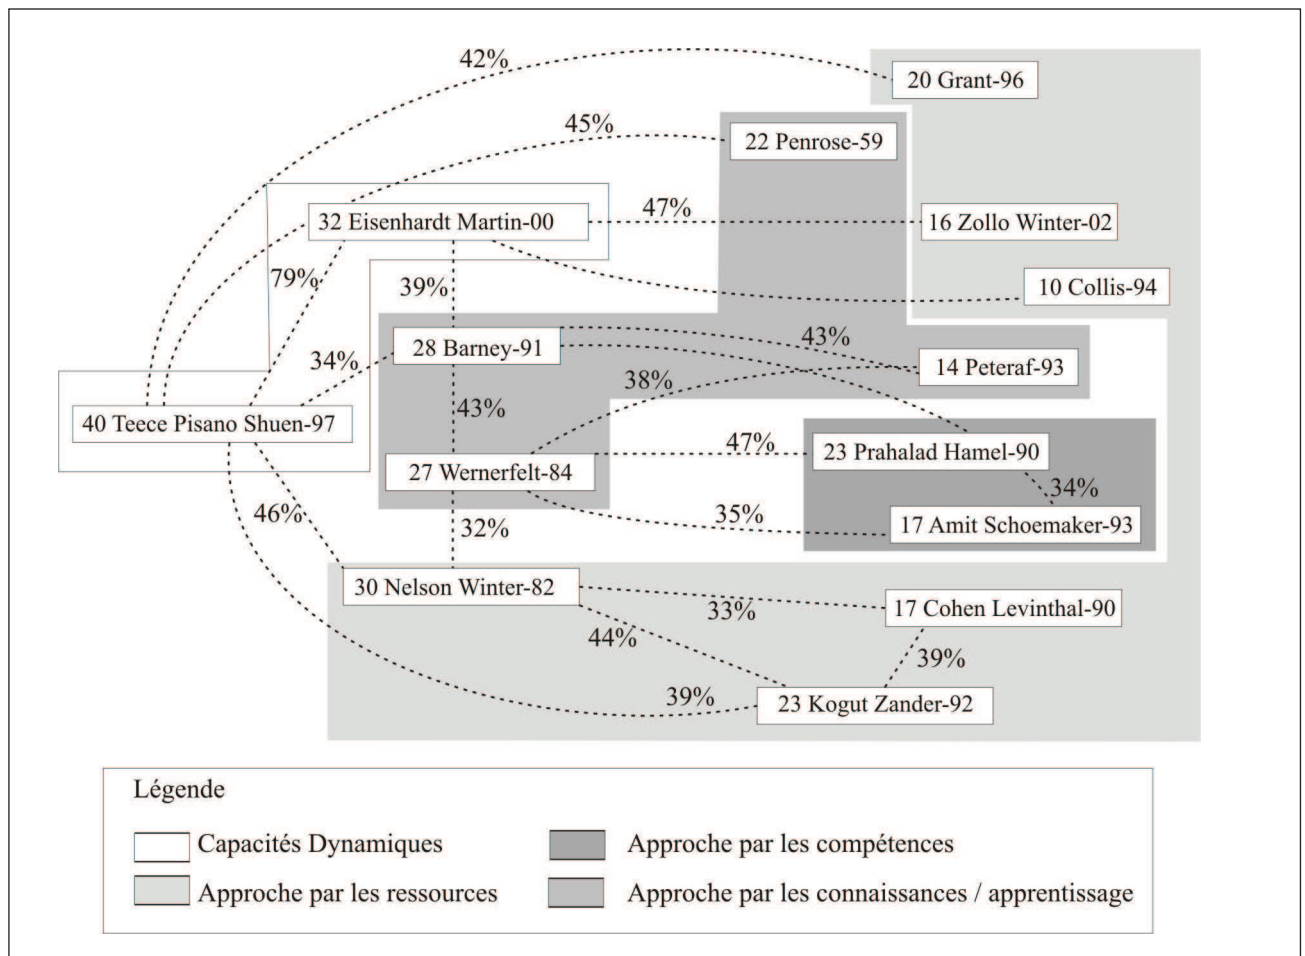 42%
20 Grant-96
45%
22 Penrose-59
32 Eisenhardt Martin-00
47%
16 Zollo Winter-02
79%
39%
10 Collis-94
34%
28 Barney-91
43%
14 Peteraf-93
38%
40 Teece Pisano Shuen-97
43%
47%
23 Prahalad Hamel-90
27 Wernerfelt-84
34%
46%
32%
35%
17 Amit Schoemaker-93
30 Nelson Winter-82
33%
17 Cohen Levinthal-90
44%
39%
39%
23 Kogut Zander-92
Légende
Capacités Dynamiques
Approche par les compétences
Approche par les ressources
Approche par les connaissances / apprentissage